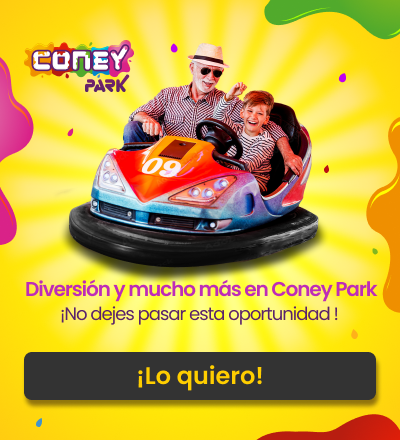 CONEY
PARK
09
Diversión y mucho más en Coney Park
¡No dejes pasar esta oportunidad !
¡Lo quiero!